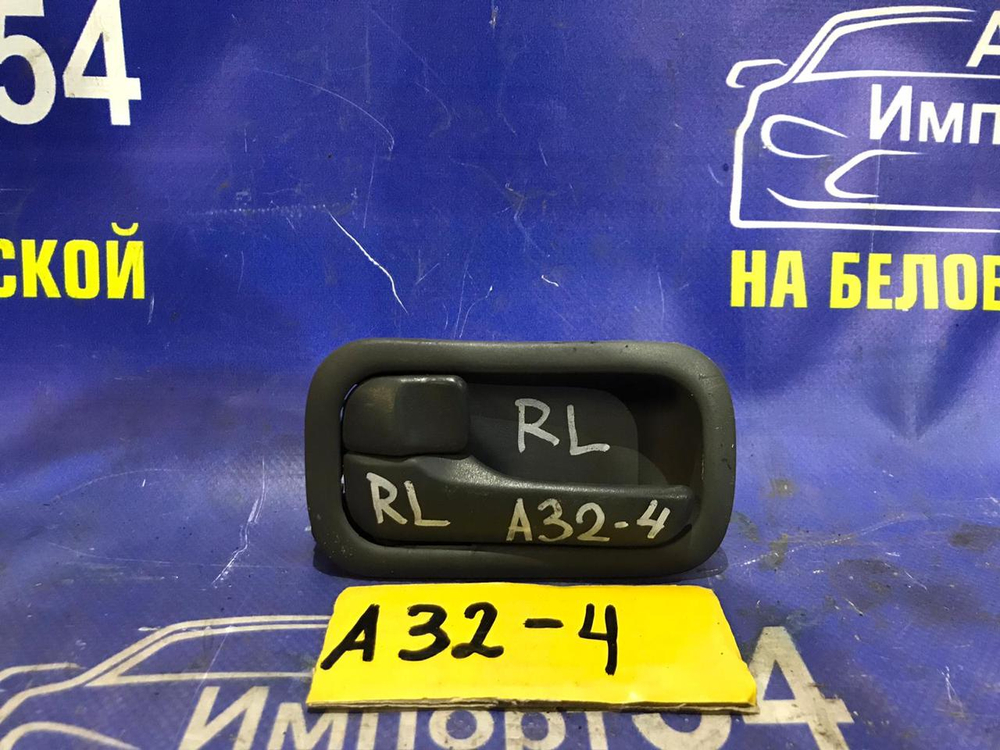 54
А
Имп
СКОЙ
НА БЕЛОВ
RL
RL
A32-4
A32-4
Импорт54